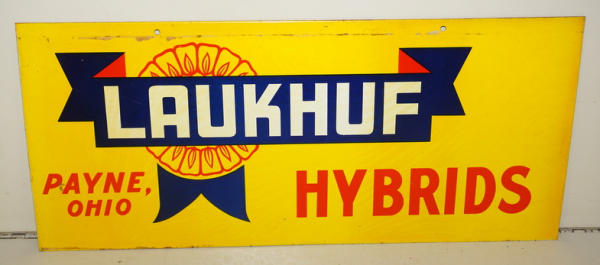 LAUKHUF
PAYNE,
OHIO
HYBRIDS